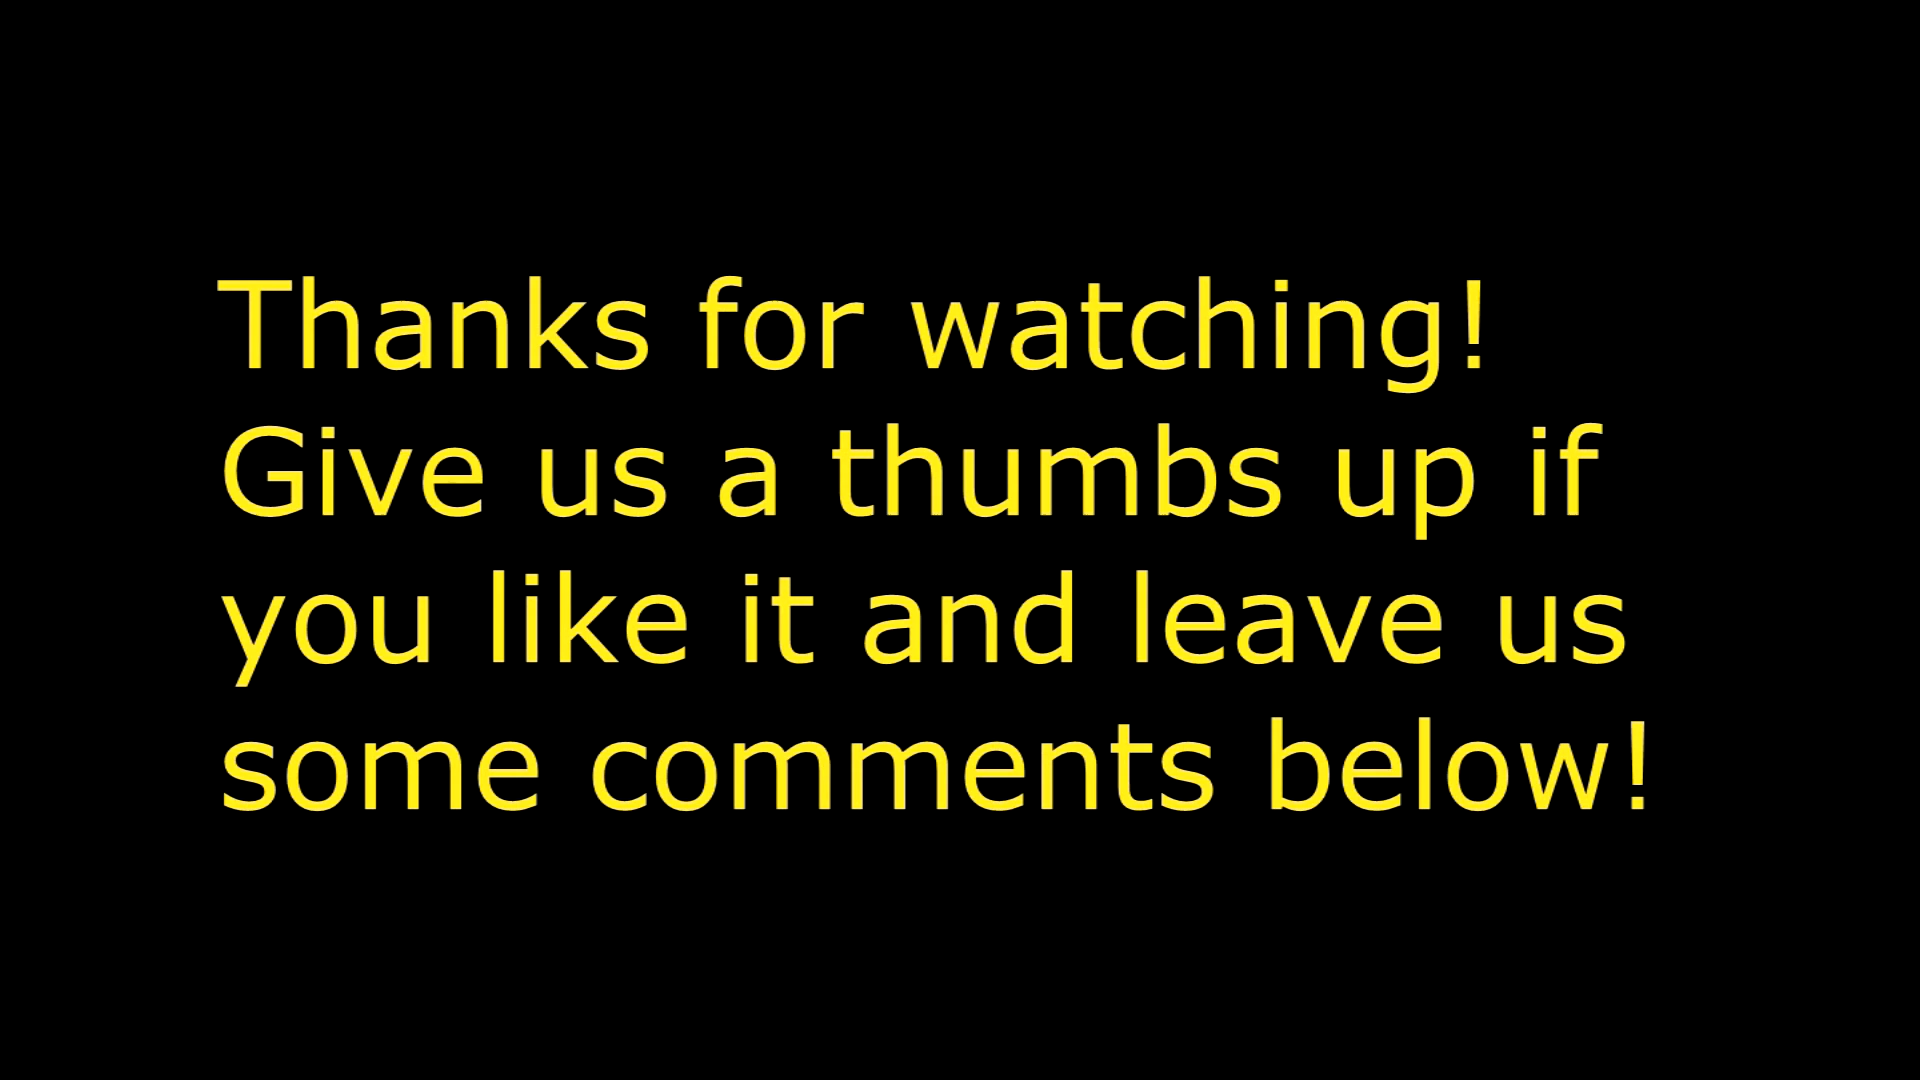 Thanks for watching!
Give us a thumbs up if
you like it and leave us
some comments below!